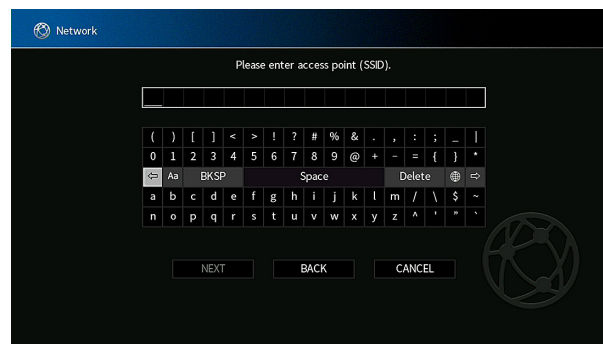 Network
Please enter access point (SSID).
( ) [ ] < > ! ? # % & . , : ; _ |
0 1 2 3 4 5 6 7 8 9 @ + - = { } *
⇦ Aa BKSP Space Delete ⇨
a b c d e f g h i j k l m / \ $ ~
n o p q r s t u v w x y z ^ ' " `
NEXT BACK CANCEL